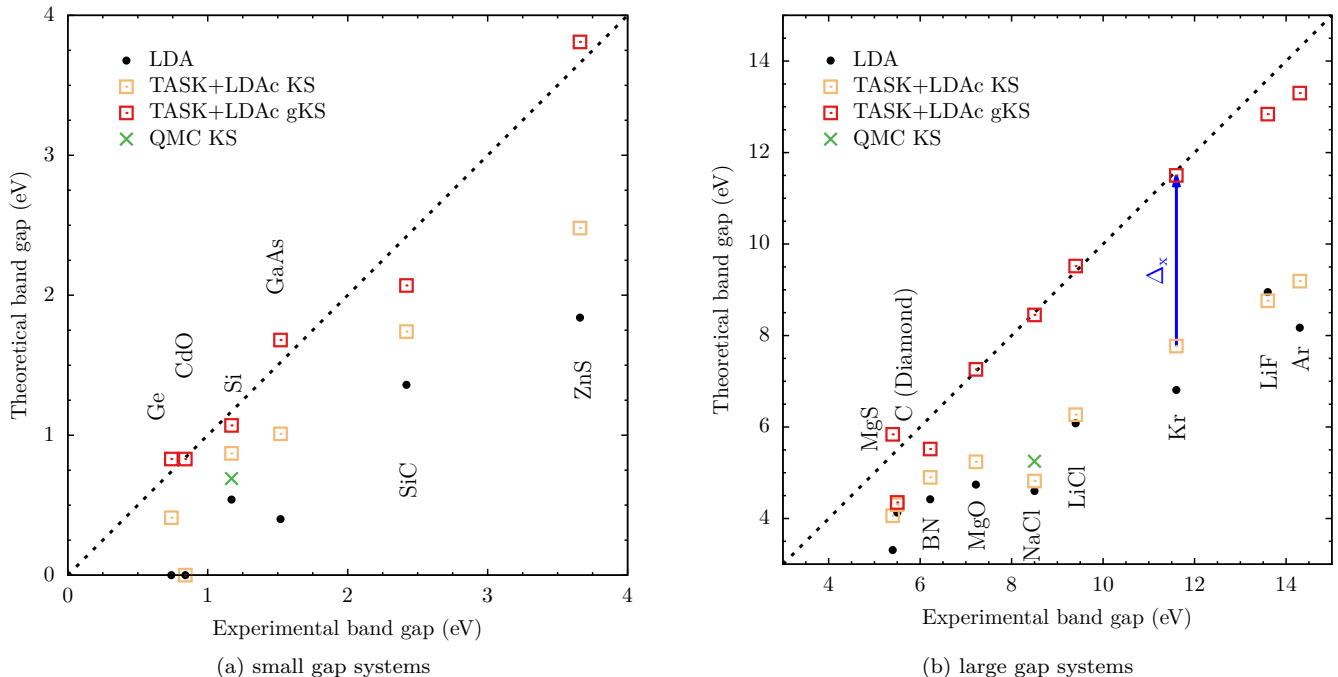 4
3
2
1
0
0
1
2
3
4
Theoretical band gap (eV)
Experimental band gap (eV)
LDA
TASK+LDAc KS
TASK+LDAc gKS
QMC KS
Ge
CdO
Si
GaAs
SiC
ZnS
(a) small gap systems
14
12
10
8
6
4
4
6
8
10
12
14
Theoretical band gap (eV)
Experimental band gap (eV)
LDA
TASK+LDAc KS
TASK+LDAc gKS
QMC KS
MgS
C (Diamond)
BN
MgO
NaCl
LiCl
Δx
Kr
LiF
Ar
(b) large gap systems